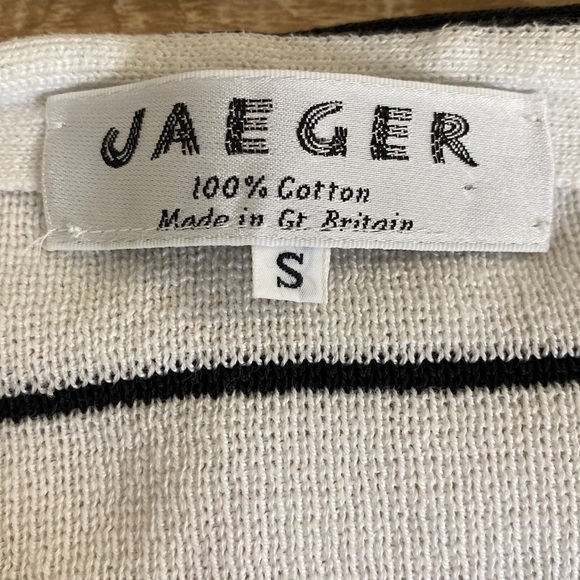 JAEGER
100% Cotton
Made in Gt Britain
S